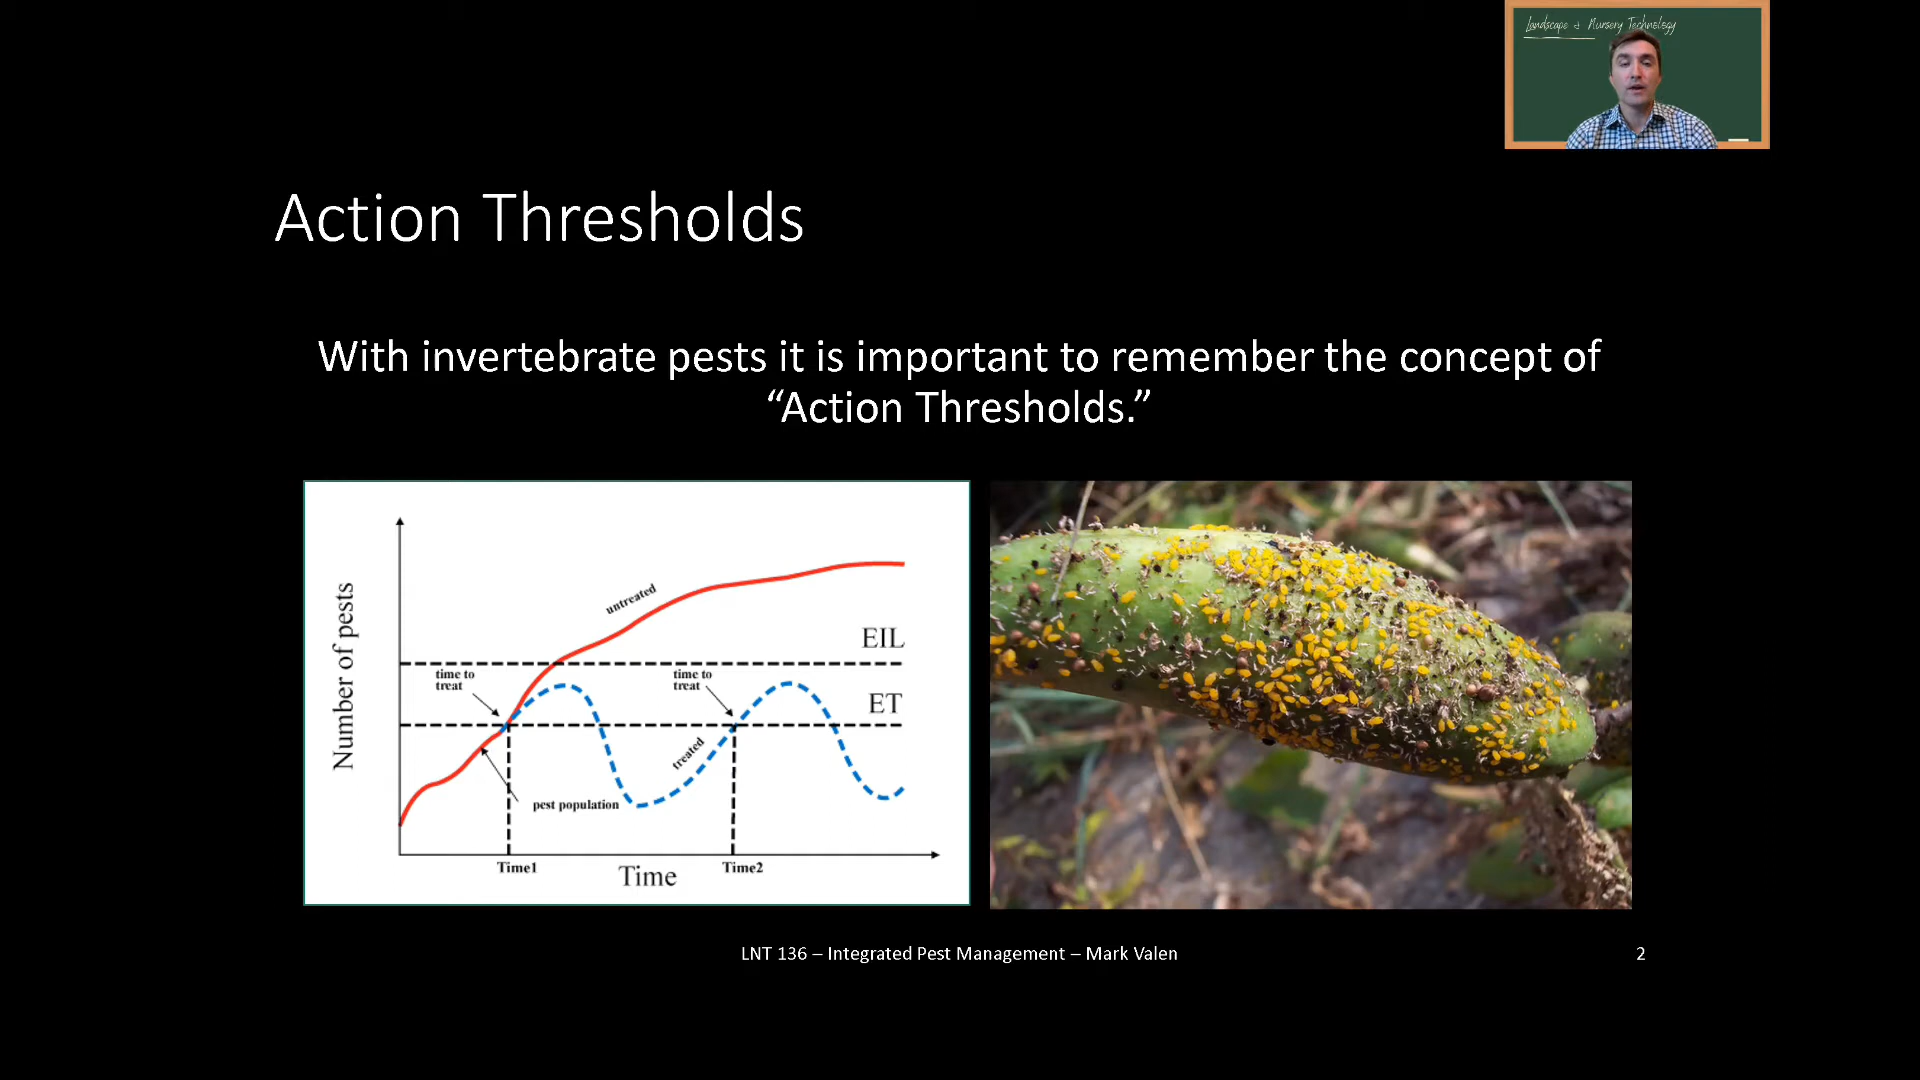 Landscape & Nursery Technology
Action Thresholds
With invertebrate pests it is important to remember the concept of
“Action Thresholds.”
Number of pests
untreated
EIL
time to
treat
time to
treat
ET
treated
pest population
Time1
Time2
Time
LNT 136 – Integrated Pest Management – Mark Valen
2